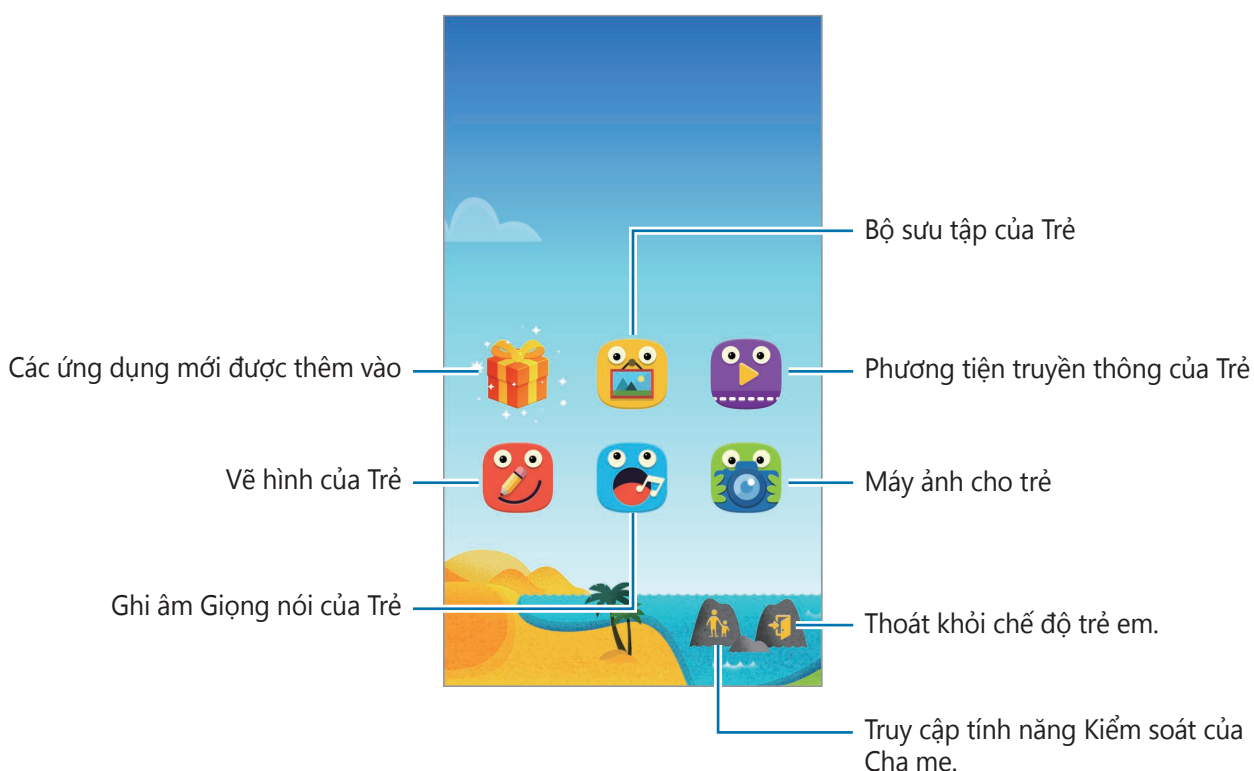 Bộ sưu tập của Trẻ
Các ứng dụng mới được thêm vào
Phương tiện truyền thông của Trẻ
Vẽ hình của Trẻ
Máy ảnh cho trẻ
Ghi âm Giọng nói của Trẻ
Thoát khỏi chế độ trẻ em.
Truy cập tính năng Kiểm soát của
Cha mẹ.